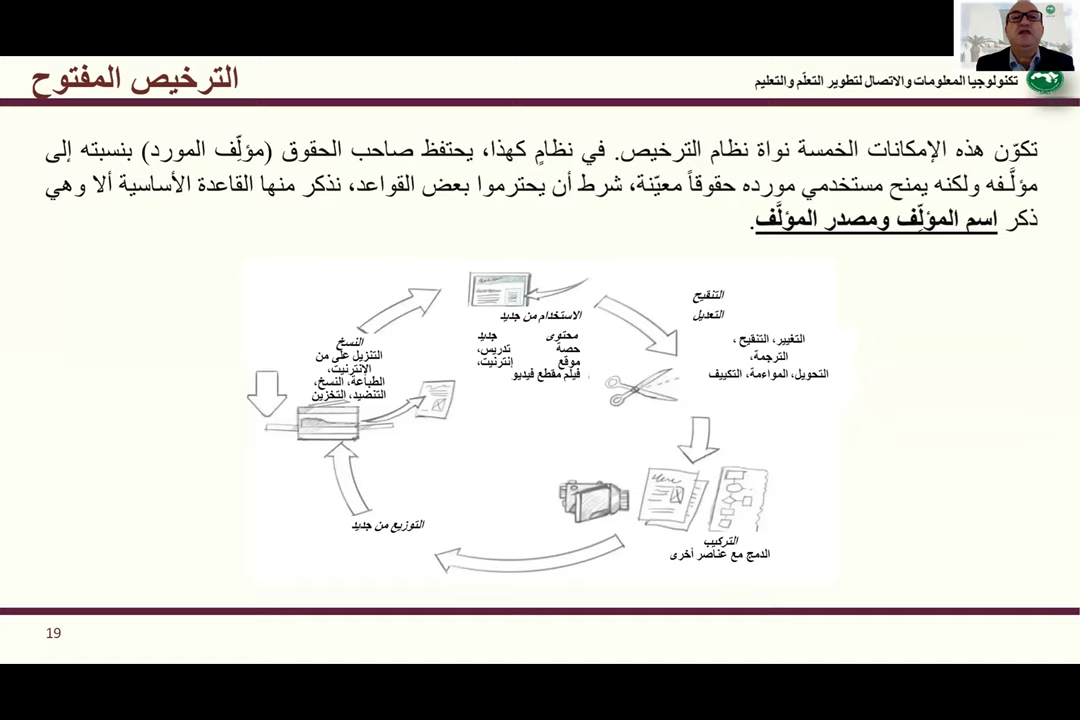 الترخيص المفتوح
تكنولوجيا المعلومات والاتصال لتطوير التعلّم والتعليم
تكوّن هذه الإمكانات الخمسة نواة نظام الترخيص. في نظامٍ كهذا، يحتفظ صاحب الحقوق (مؤلّف المورد) بنسبته إلى
مؤلَّفه ولكنه يمنح مستخدمي مورده حقوقاً معيّنة، شرط أن يحترموا بعض القواعد، نذكر منها القاعدة الأساسية ألا وهي
ذكر اسم المؤلِّف ومصدر المؤلَّف.
الاستخدام من جديد
محتوى جديد
حصة تدريس،
موقع إنترنيت،
فيلم مقطع فيديو
التنقيح
التعديل
التغيير، التنقيح ،
الترجمة،
التحويل، المواءمة، التكييف
التركيب
الدمج مع عناصر أخرى
التوزيع من جديد
النسخ
التنزيل على من
الإنترنيت،
الطباعة، النسخ،
التنضيد، التخزين
19